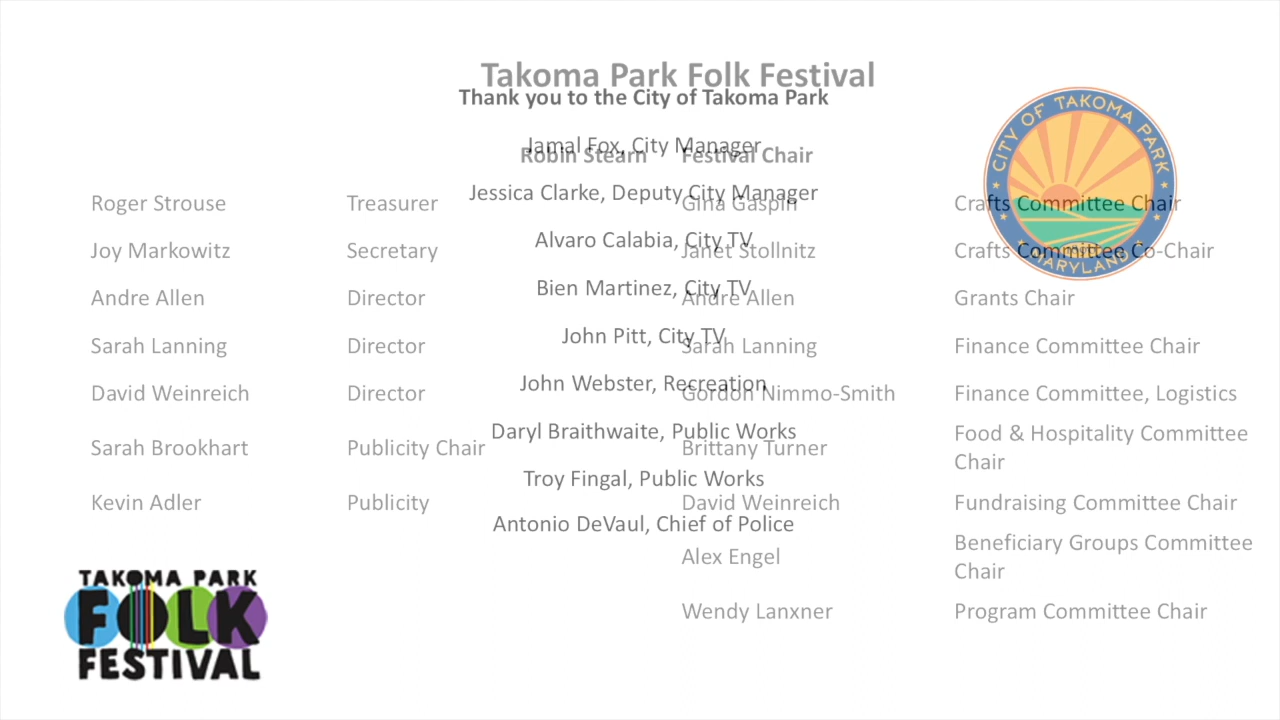 Takoma Park Folk Festival
Thank you to the City of Takoma Park
Jamal Fox, City Manager
Robin Stearn Festival Chair
Jessica Clarke, Deputy City Manager
Roger Strouse Treasurer Gina Gaspin Crafts Committee Chair
Alvaro Calabia, City TV
Joy Markowitz Secretary Janet Stollnitz Crafts Committee Co-Chair
Bien Martinez, City TV
Andre Allen Director Andre Allen Grants Chair
John Pitt, City TV
Sarah Lanning Director Sarah Lanning Finance Committee Chair
John Webster, Recreation
David Weinreich Director Gordon Nimmo-Smith Finance Committee, Logistics
Daryl Braithwaite, Public Works
Sarah Brookhart Publicity Chair Brittany Turner Food & Hospitality Committee
Chair
Troy Fingal, Public Works
Kevin Adler Publicity David Weinreich Fundraising Committee Chair
Antonio DeVaul, Chief of Police
Alex Engel Beneficiary Groups Committee
Chair
Wendy Lanxner Program Committee Chair
CITY OF TAKOMA PARK
MARYLAND
TAKOMA PARK
FOLK
FESTIVAL